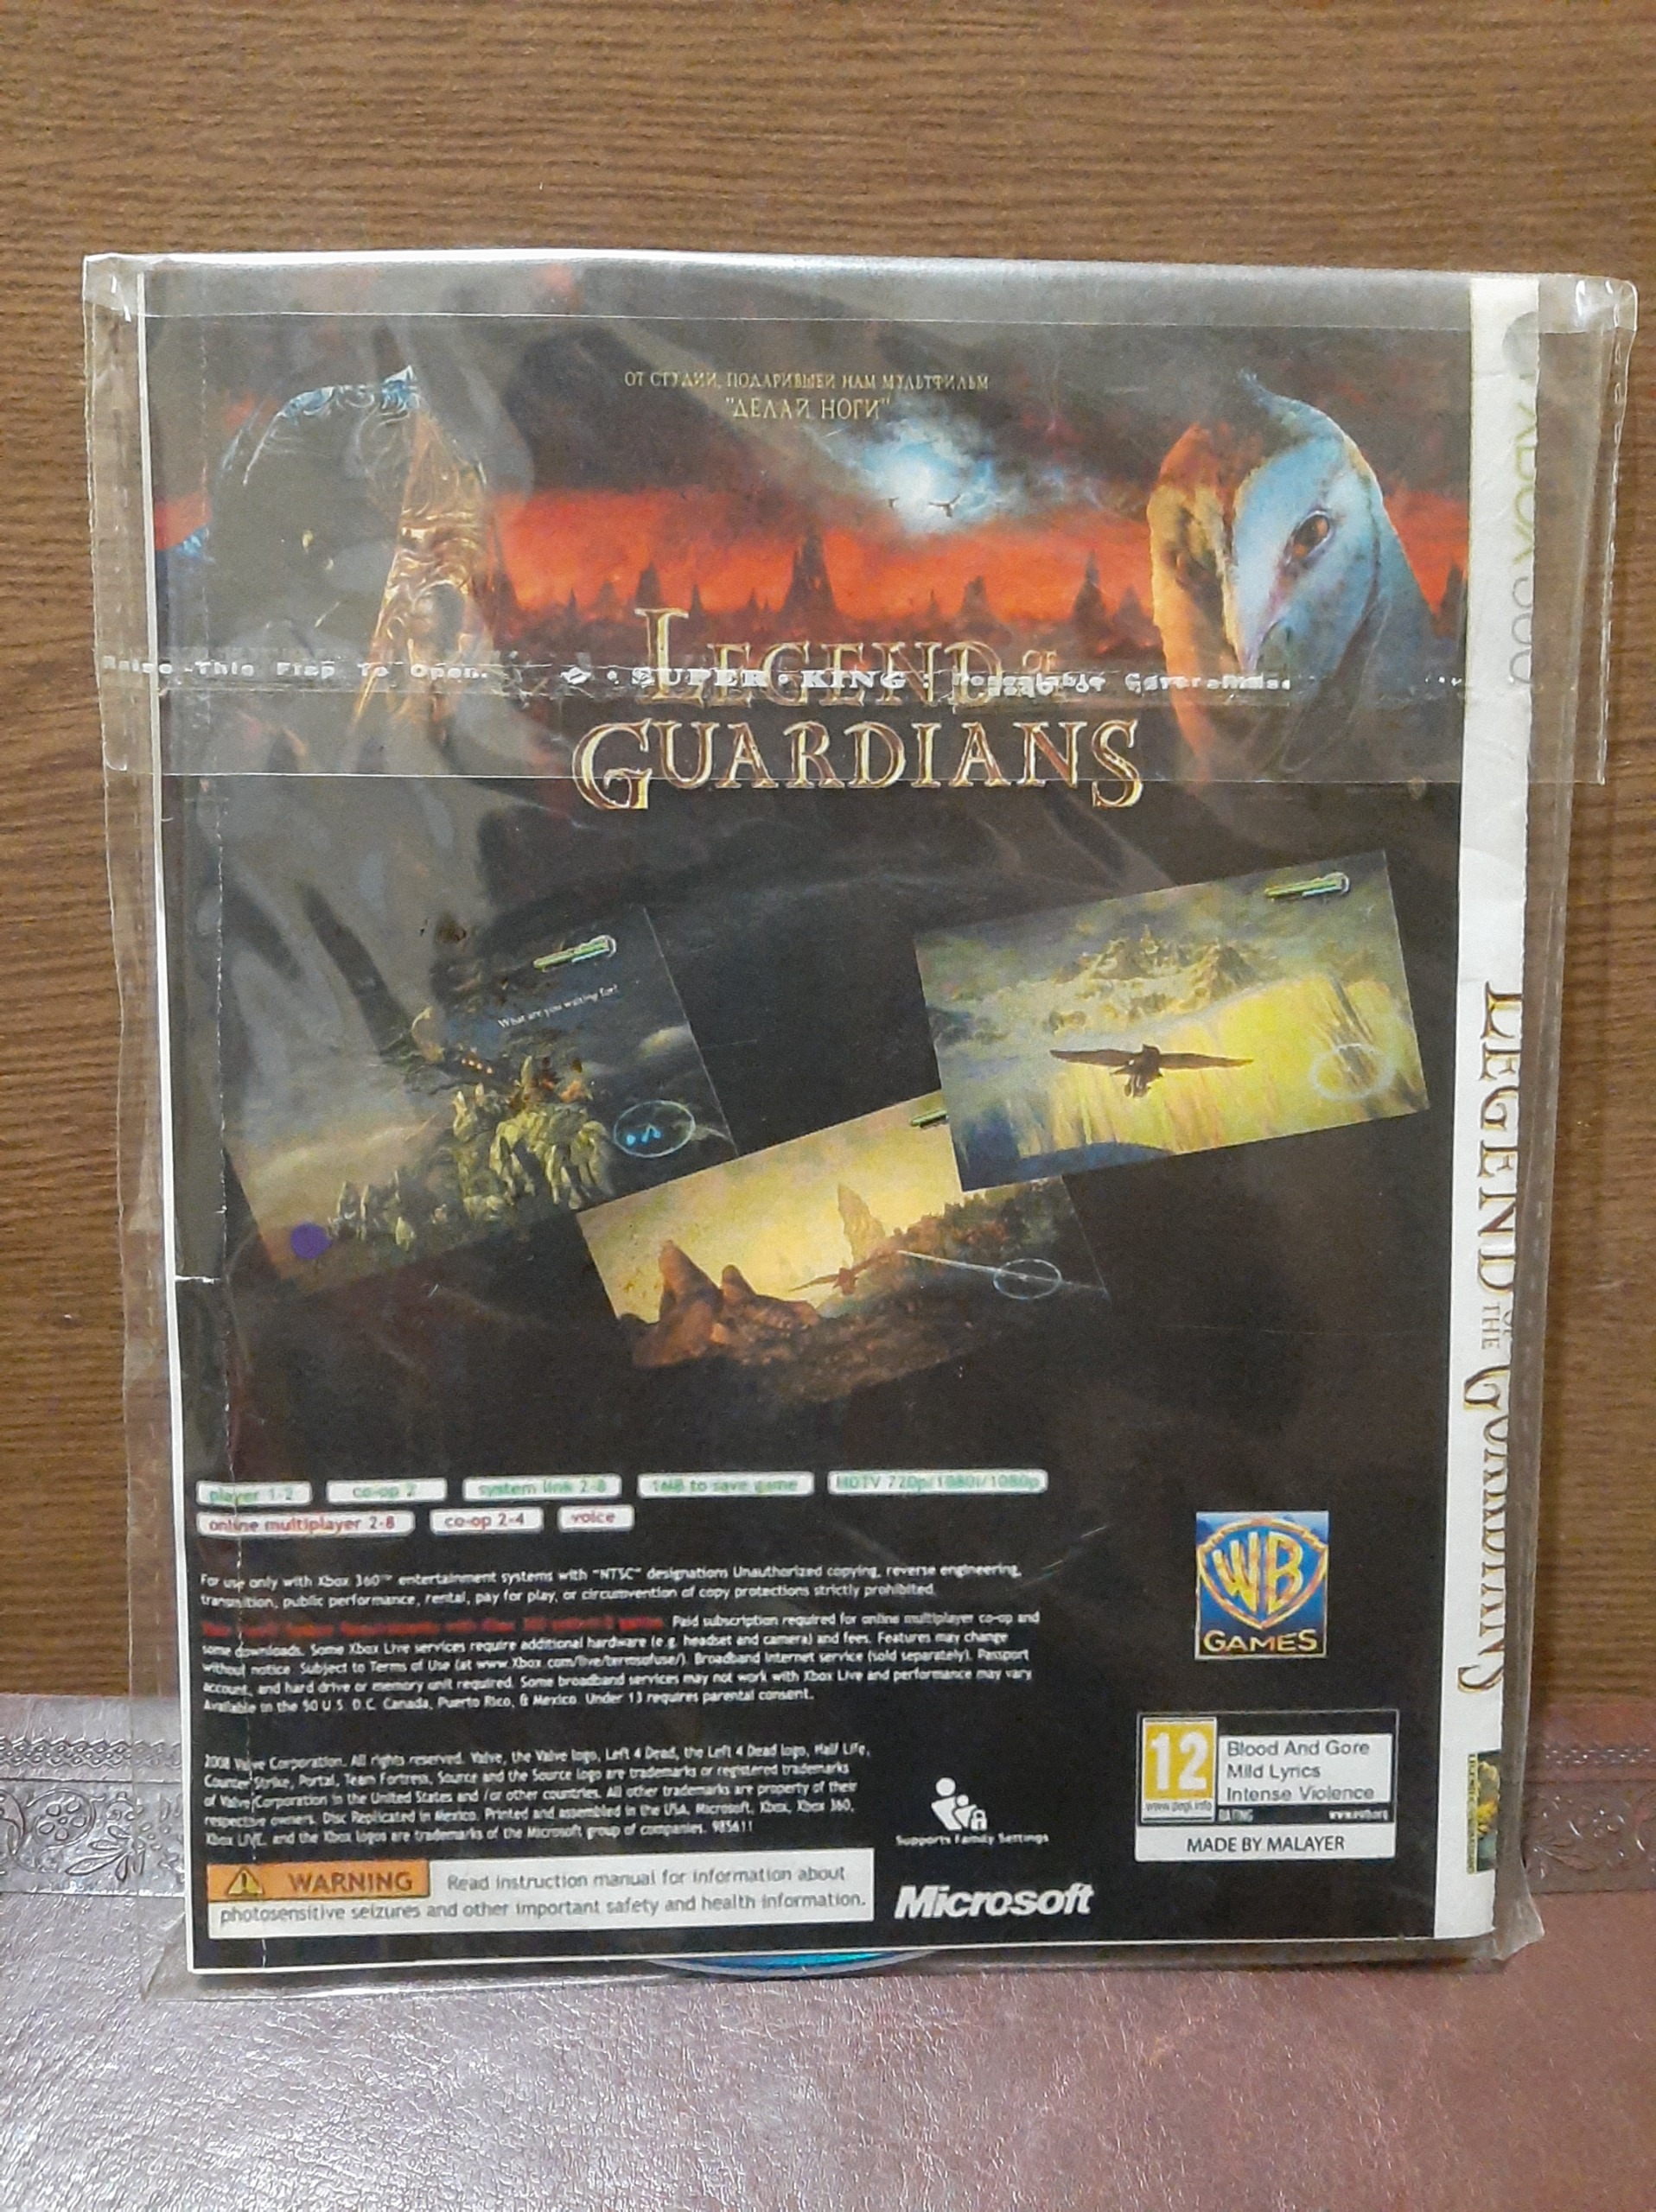 ОТ СТУДИИ, ПОДАРИВШЕЙ НАМ МУЛЬТФИЛЬМ
"ДЕЛАЙ НОГИ"
LEGEND OF
Raise This Flap To Open. SUPER KING
GUARDIANS
What are you waiting for?
player 1-2 co-op 2 system link 2-8 1MB to save game HDTV 720p/1080i/1080p
online multiplayer 2-8 co-op 2-4 voice
For use only with Xbox 360™ entertainment systems with "NTSC" designations Unauthorized copying, reverse engineering,
transmition, public performance, rental, pay for play, or circumvention of copy protections strictly prohibited.
Paid subscription required for online multiplayer co-op and
some downloads. Some Xbox Live services require additional hardware (e.g. headset and camera) and fees. Features may change
without notice. Subject to Terms of Use (at www.Xbox.com/live/termsofuse/). Broadband Internet service (sold separately). Passport
account, and hard drive or memory unit required. Some broadband services may not work with Xbox Live and performance may vary.
Available in the 50 U S. D.C. Canada, Puerto Rico, & Mexico. Under 13 requires parental consent.
2008 Valve Corporation. All rights reserved. Valve, the Valve logo, Left 4 Dead, the Left 4 Dead logo, Half Life,
Counter Strike, Portal, Team Fortress, Source and the Source logo are trademarks or registered trademarks
of Valve Corporation in the United States and /or other countries. All other trademarks are property of their
respective owners. Disc Replicated in Mexico. Printed and assembled in the USA, Microsoft, Xbox, Xbox 360,
Xbox LIVE, and the Xbox logos are trademarks of the Microsoft group of companies. 985611
WARNING Read instruction manual for information about
photosensitive seizures and other important safety and health information.
Supports Family Settings
Microsoft
WB
GAMES
12
www.pegi.info
Blood And Gore
Mild Lyrics
Intense Violence
RATING
MADE BY MALAYER
XBOX 360
LEGEND OF THE GUARDIANS